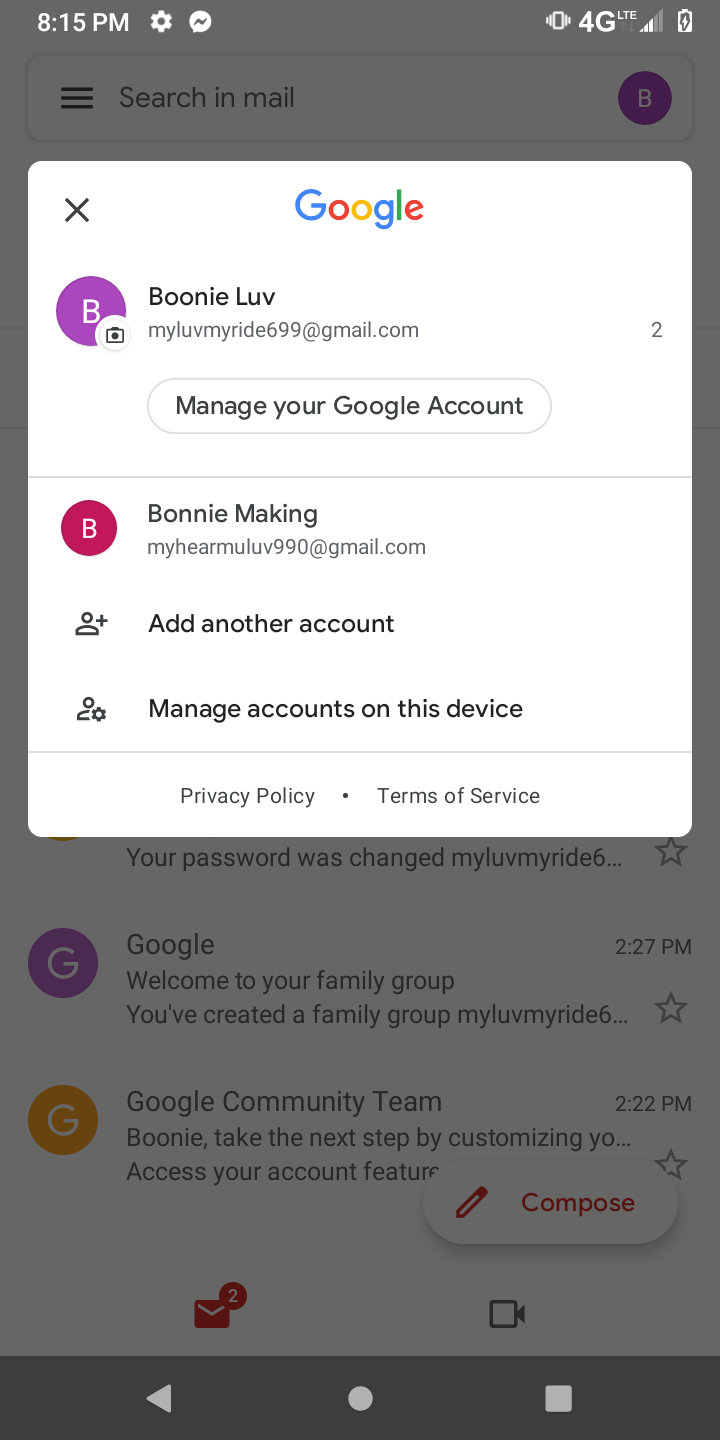 8:15 PM 4G LTE
Search in mail B
Google
B Boonie Luv
myluvmyride699@gmail.com 2
Manage your Google Account
B Bonnie Making
myhearmuluv990@gmail.com
Add another account
Manage accounts on this device
Privacy Policy • Terms of Service
Your password was changed myluvmyride6...
G Google 2:27 PM
Welcome to your family group
You've created a family group myluvmyride6...
G Google Community Team 2:22 PM
Boonie, take the next step by customizing yo...
Access your account feature
Compose
2